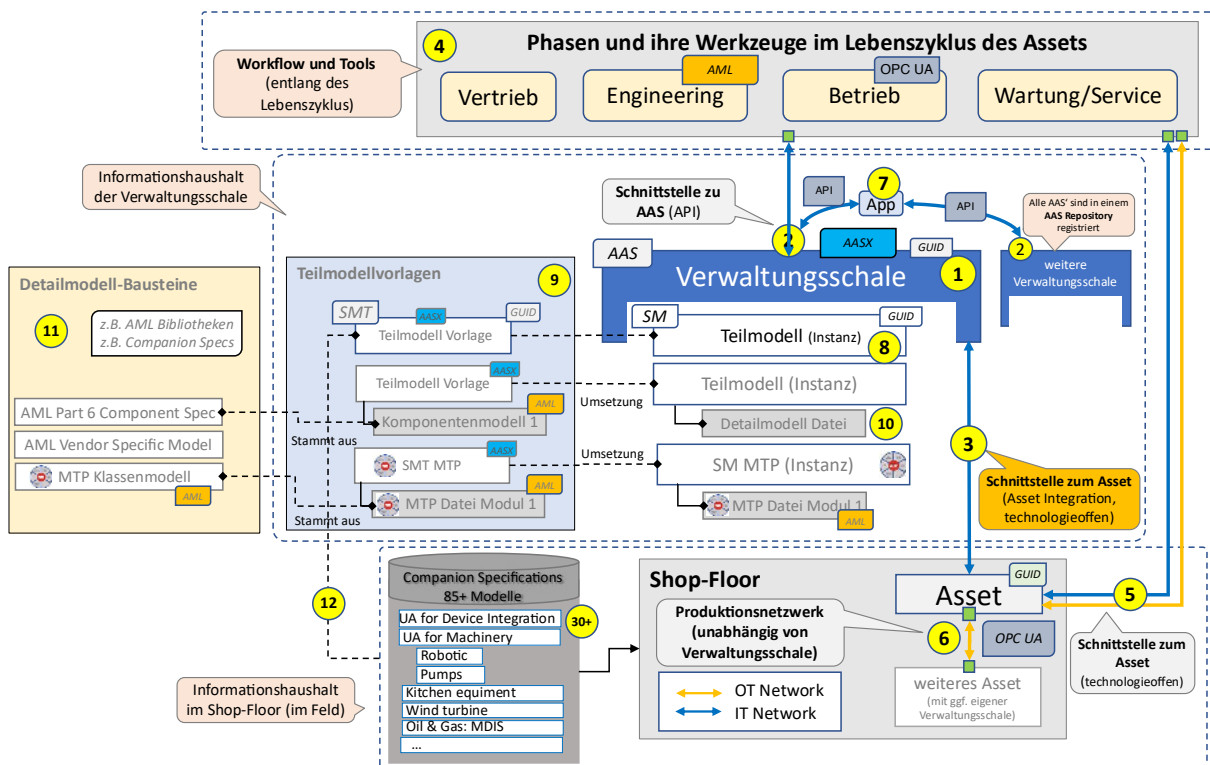 4
Phasen und ihre Werkzeuge im Lebenszyklus des Assets
Workflow und Tools
(entlang des
Lebenszyklus)
Vertrieb
AML
Engineering
OPC UA
Betrieb
Wartung/Service
Informationshaushalt
der Verwaltungsschale
Schnittstelle zu
AAS (API)
API
7
App
API
Alle AAS' sind in einem
AAS Repository
registriert
2
AAS
AASX
GUID
Verwaltungsschale
1
2
weitere
Verwaltungsschale
Detailmodell-Bausteine
11
z.B. AML Bibliotheken
z.B. Companion Specs
AML Part 6 Component Spec
AML Vendor Specific Model
MTP Klassenmodell
AML
Teilmodellvorlagen
9
SMT
AASX
GUID
Teilmodell Vorlage
AASX
Teilmodell Vorlage
AML
Komponentenmodell 1
Stammt aus
AASX
SMT MTP
AML
MTP Datei Modul 1
Stammt aus
SM
GUID
Teilmodell (Instanz)
8
Teilmodell (Instanz)
Umsetzung
Detailmodell Datei
10
Umsetzung
SM MTP (Instanz)
MTP Datei Modul 1
AML
3
Schnittstelle zum Asset
(Asset Integration,
technologieoffen)
12
Companion Specifications
85+ Modelle
30+
UA for Device Integration
UA for Machinery
Robotic
Pumps
Kitchen equiment
Wind turbine
Oil & Gas: MDIS
...
Informationshaushalt
im Shop-Floor (im Feld)
Shop-Floor
Produktionsnetzwerk
(unabhängig von
Verwaltungsschale)
6
GUID
Asset
OPC UA
5
Schnittstelle zum
Asset
(technologieoffen)
OT Network
IT Network
weiteres Asset
(mit ggf. eigener
Verwaltungsschale)